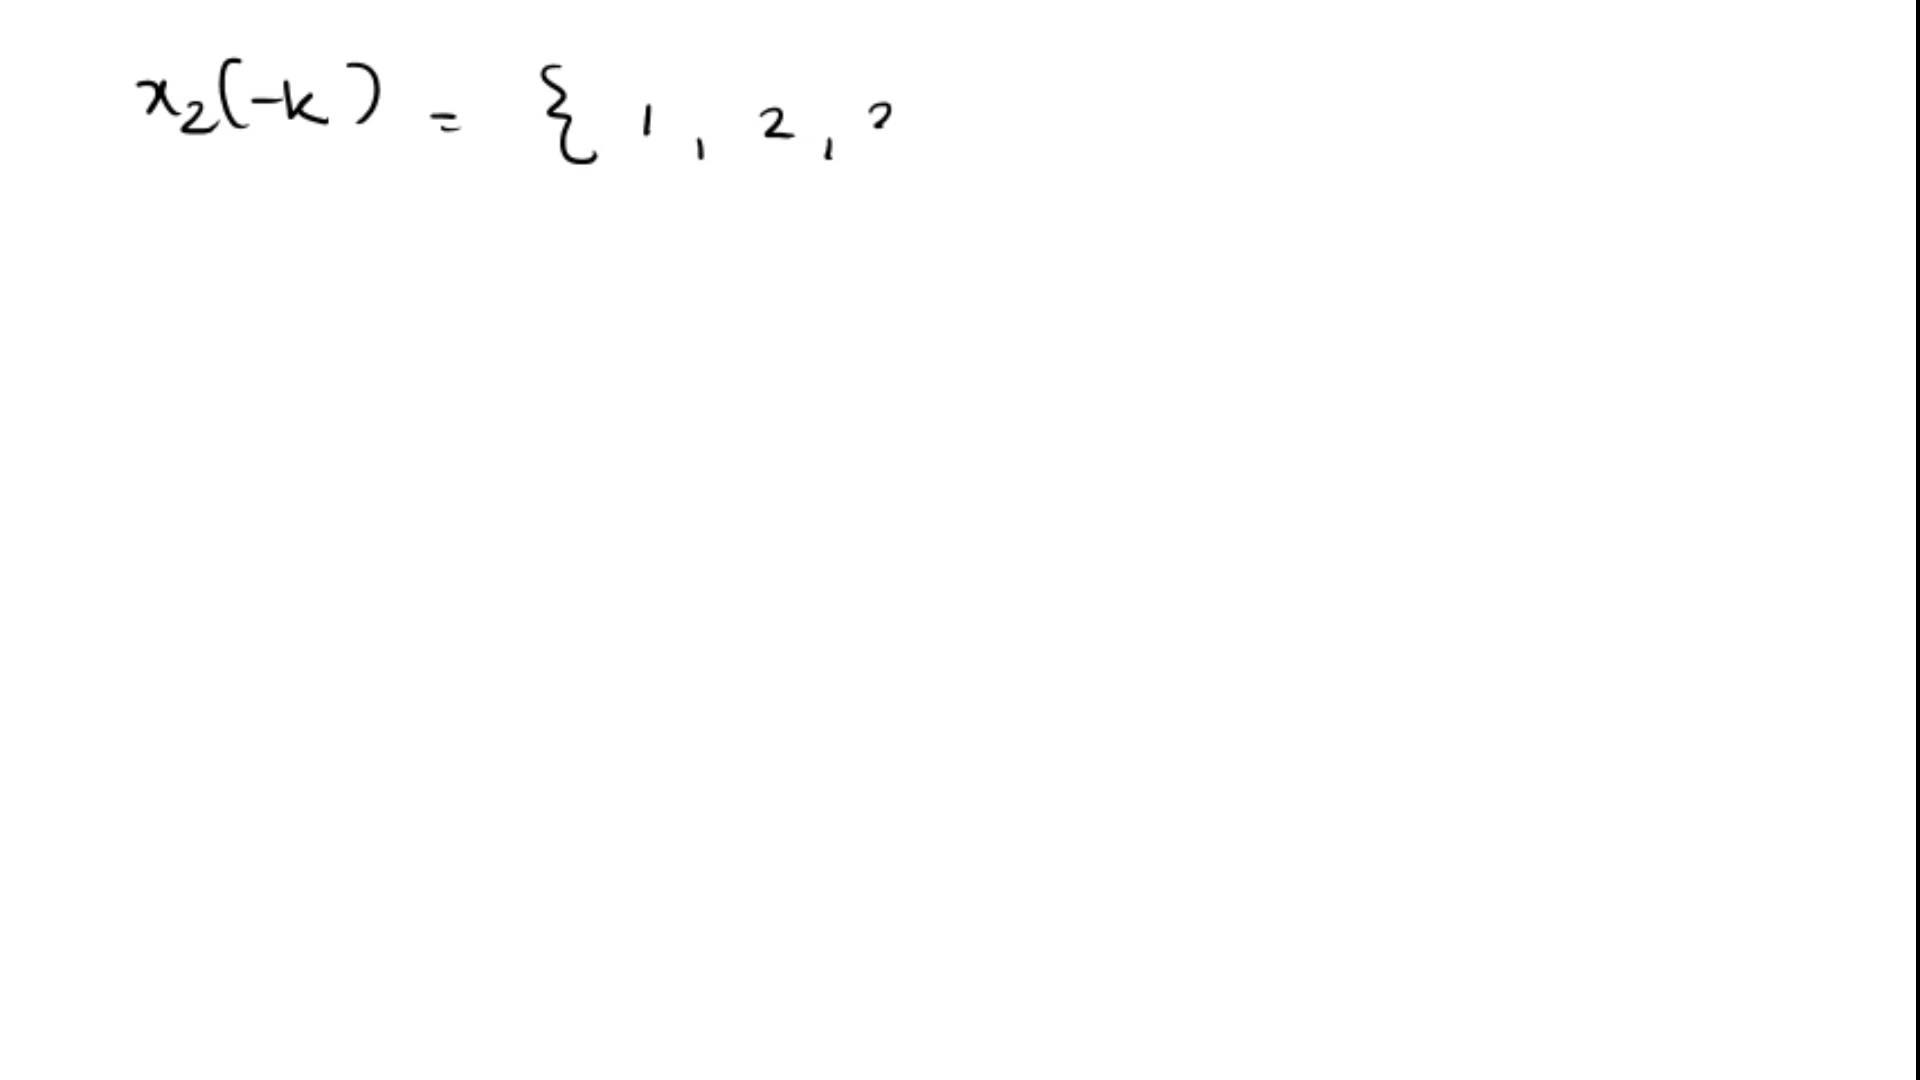 x₂(-k) = { 1, 2,